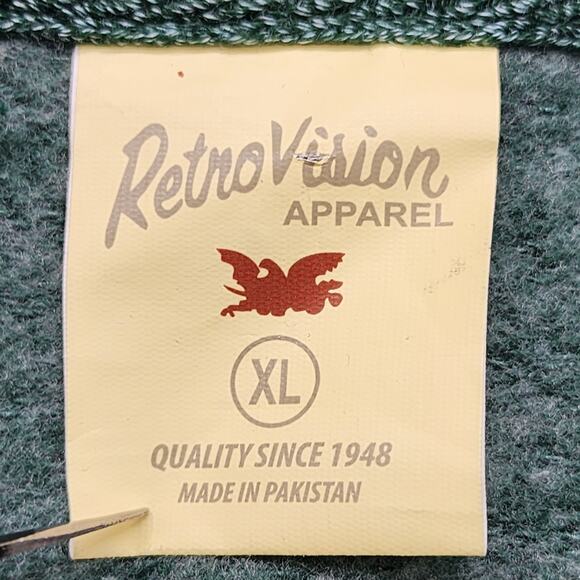 RetroVision
APPAREL
XL
QUALITY SINCE 1948
MADE IN PAKISTAN